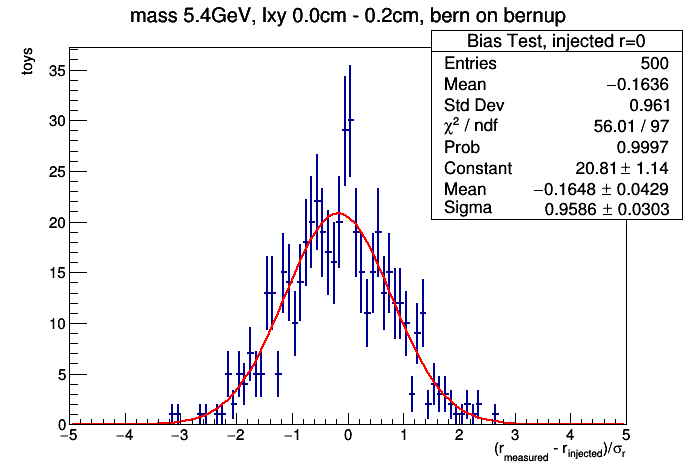 mass 5.4GeV, lxy 0.0cm - 0.2cm, bern on bernup
toys
Bias Test, injected r=0
Entries 500
Mean −0.1636
Std Dev 0.961
χ² / ndf 56.01 / 97
Prob 0.9997
Constant 20.81 ± 1.14
Mean −0.1648 ± 0.0429
Sigma 0.9586 ± 0.0303
35
30
25
20
15
10
5
0
−5 −4 −3 −2 −1 0 1 2 3 4 5
(r_measured - r_injected)/σ_r